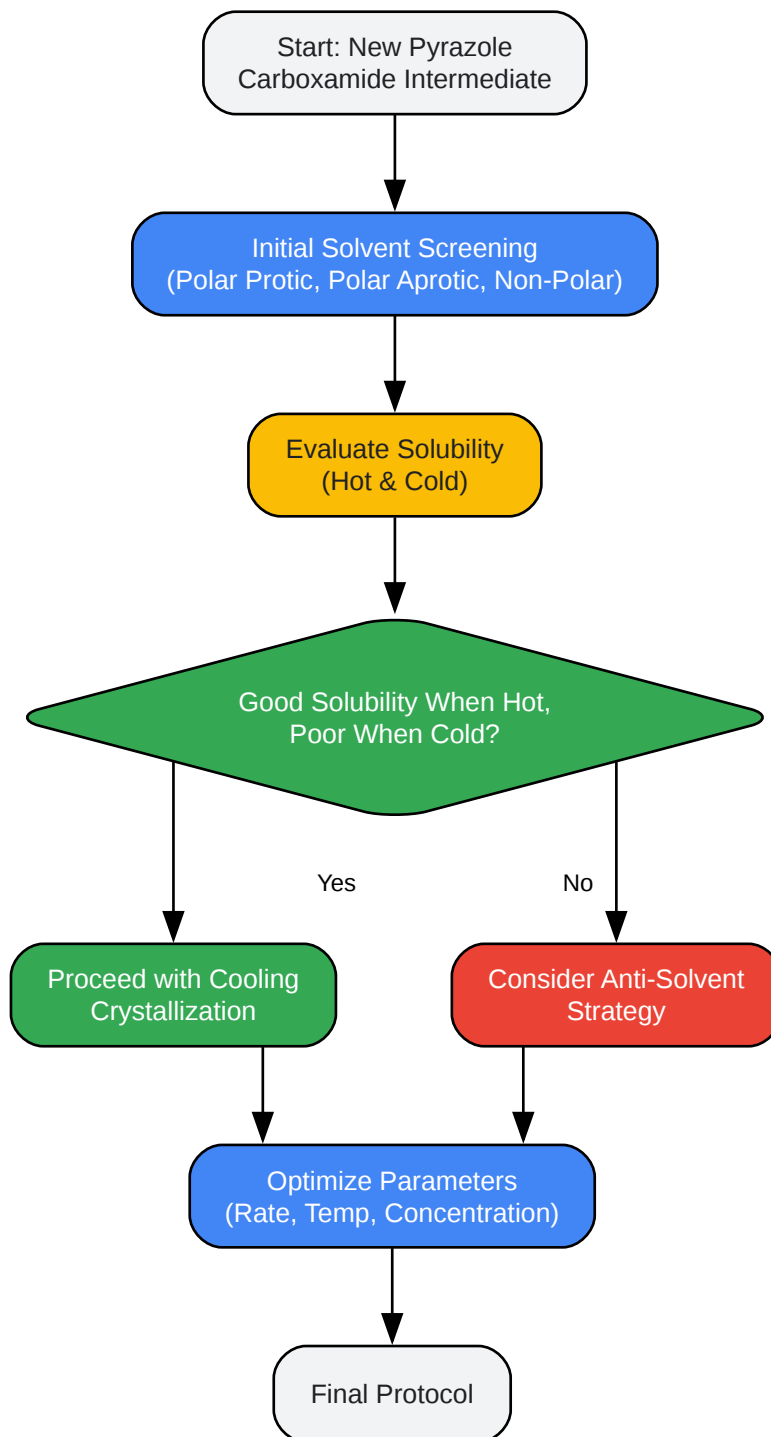 Start: New Pyrazole
Carboxamide Intermediate
Initial Solvent Screening
(Polar Protic, Polar Aprotic, Non-Polar)
Evaluate Solubility
(Hot & Cold)
Good Solubility When Hot,
Poor When Cold?
Yes
No
Proceed with Cooling
Crystallization
Consider Anti-Solvent
Strategy
Optimize Parameters
(Rate, Temp, Concentration)
Final Protocol